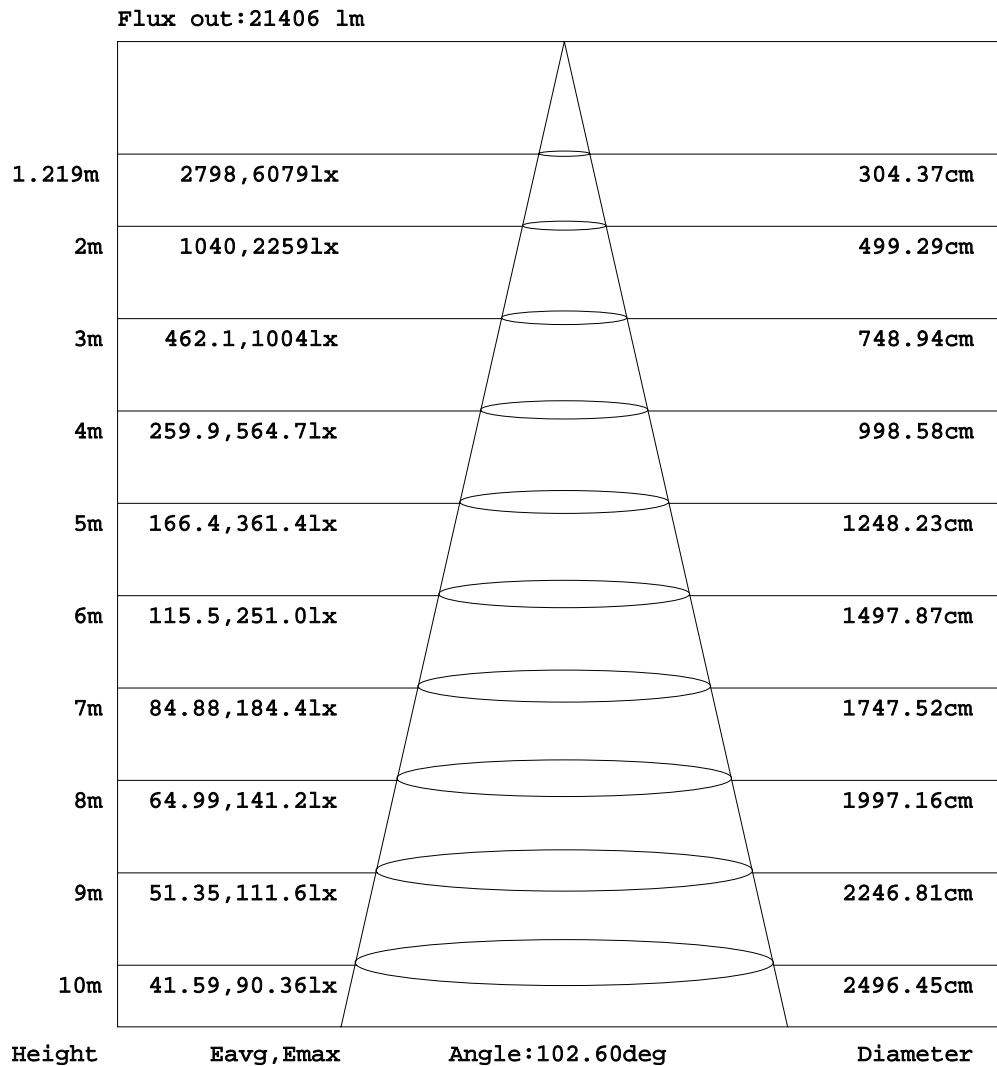 Flux out:21406 lm
1.219m 2798,6079lx 304.37cm
2m 1040,2259lx 499.29cm
3m 462.1,1004lx 748.94cm
4m 259.9,564.7lx 998.58cm
5m 166.4,361.4lx 1248.23cm
6m 115.5,251.0lx 1497.87cm
7m 84.88,184.4lx 1747.52cm
8m 64.99,141.2lx 1997.16cm
9m 51.35,111.6lx 2246.81cm
10m 41.59,90.36lx 2496.45cm
Height Eavg,Emax Angle:102.60deg Diameter